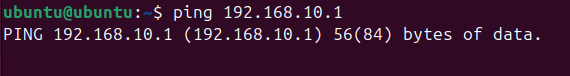 ubuntu@ubuntu:~$ ping 192.168.10.1
PING 192.168.10.1 (192.168.10.1) 56(84) bytes of data.